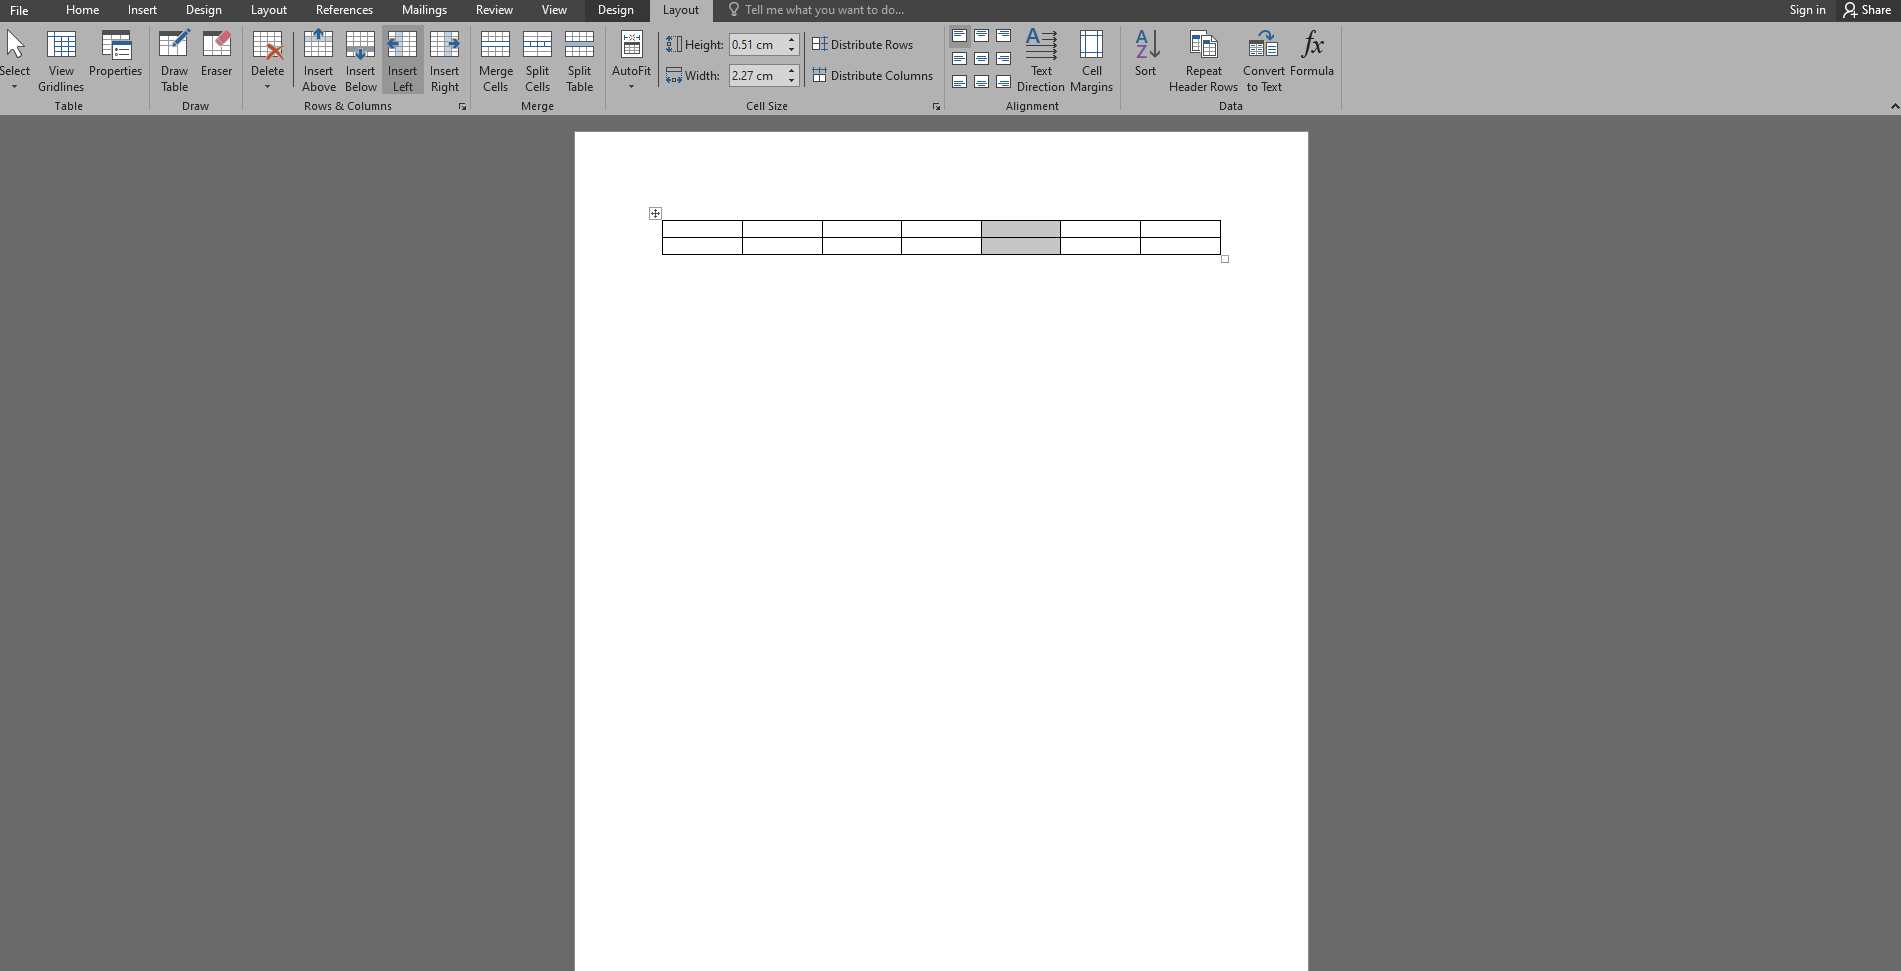 File Home Insert Design Layout References Mailings Review View Design Layout Tell me what you want to do... Sign in Share
Select View Gridlines Properties Draw Table Eraser Delete Insert Above Insert Below Insert Left Insert Right Merge Cells Split Cells Split Table AutoFit
Height: 0.51 cm Distribute Rows
Width: 2.27 cm Distribute Columns
A Text Direction Cell Margins A Z Sort Repeat Header Rows Convert to Text fx Formula
Table Draw Rows & Columns Merge Cell Size Alignment Data